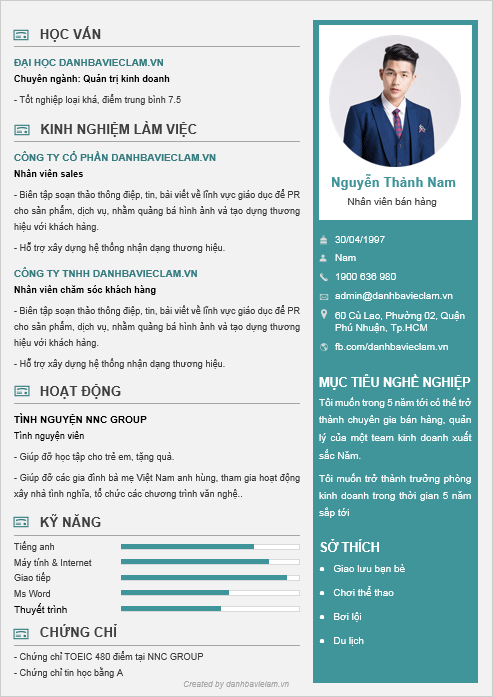 HỌC VẤN
ĐẠI HỌC DANHBAVIECLAM.VN
Chuyên ngành: Quản trị kinh doanh
- Tốt nghiệp loại khá, điểm trung bình 7.5
KINH NGHIỆM LÀM VIỆC
CÔNG TY CỔ PHẦN DANHBAVIECLAM.VN
Nhân viên sales
- Biên tập soạn thảo thông điệp, tin, bài viết về lĩnh vực giáo dục để PR
cho sản phẩm, dịch vụ, nhằm quảng bá hình ảnh và tạo dựng thương
hiệu với khách hàng.
- Hỗ trợ xây dựng hệ thống nhận dạng thương hiệu.
CÔNG TY TNHH DANHBAVIECLAM.VN
Nhân viên chăm sóc khách hàng
- Biên tập soạn thảo thông điệp, tin, bài viết về lĩnh vực giáo dục để PR
cho sản phẩm, dịch vụ, nhằm quảng bá hình ảnh và tạo dựng thương
hiệu với khách hàng.
- Hỗ trợ xây dựng hệ thống nhận dạng thương hiệu.
HOẠT ĐỘNG
TÌNH NGUYỆN NNC GROUP
Tình nguyện viên
- Giúp đỡ học tập cho trẻ em, tặng quà.
- Giúp đỡ các gia đình bà mẹ Việt Nam anh hùng, tham gia hoạt động
xây nhà tình nghĩa, tổ chức các chương trình văn nghệ..
KỸ NĂNG
Tiếng anh
Máy tính & Internet
Giao tiếp
Ms Word
Thuyết trình
CHỨNG CHỈ
- Chứng chỉ TOEIC 480 điểm tại NNC GROUP
- Chứng chỉ tin học bằng A
Nguyễn Thành Nam
Nhân viên bán hàng
30/04/1997
Nam
1900 636 980
admin@danhbavieclam.vn
60 Cù Lao, Phường 02, Quận
Phú Nhuận, Tp.HCM
fb.com/danhbavieclam.vn
MỤC TIÊU NGHỀ NGHIỆP
Tôi muốn trong 5 năm tới có thể trở
thành chuyên gia bán hàng, quản
lý của một team kinh doanh xuất
sắc Năm.
Tôi muốn trở thành trưởng phòng
kinh doanh trong thời gian 5 năm
sắp tới
SỞ THÍCH
Giao lưu bạn bè
Chơi thể thao
Bơi lội
Du lịch
Created by danhbavielam.vn